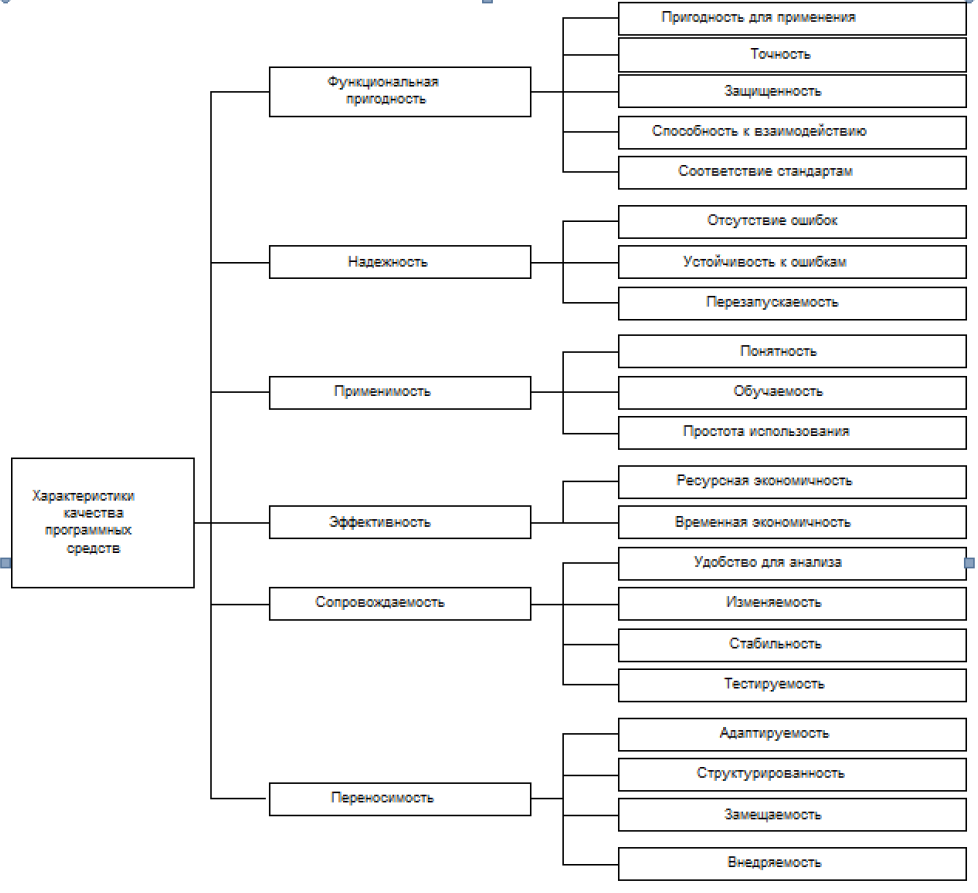 Характеристики
качества
программных
средств
Функциональная
пригодность
Пригодность для применения
Точность
Защищенность
Способность к взаимодействию
Соответствие стандартам
Надежность
Отсутствие ошибок
Устойчивость к ошибкам
Перезапускаемость
Применимость
Понятность
Обучаемость
Простота использования
Эффективность
Ресурсная экономичность
Временная экономичность
Сопровождаемость
Удобство для анализа
Изменяемость
Стабильность
Тестируемость
Переносимость
Адаптируемость
Структурированность
Замещаемость
Внедряемость